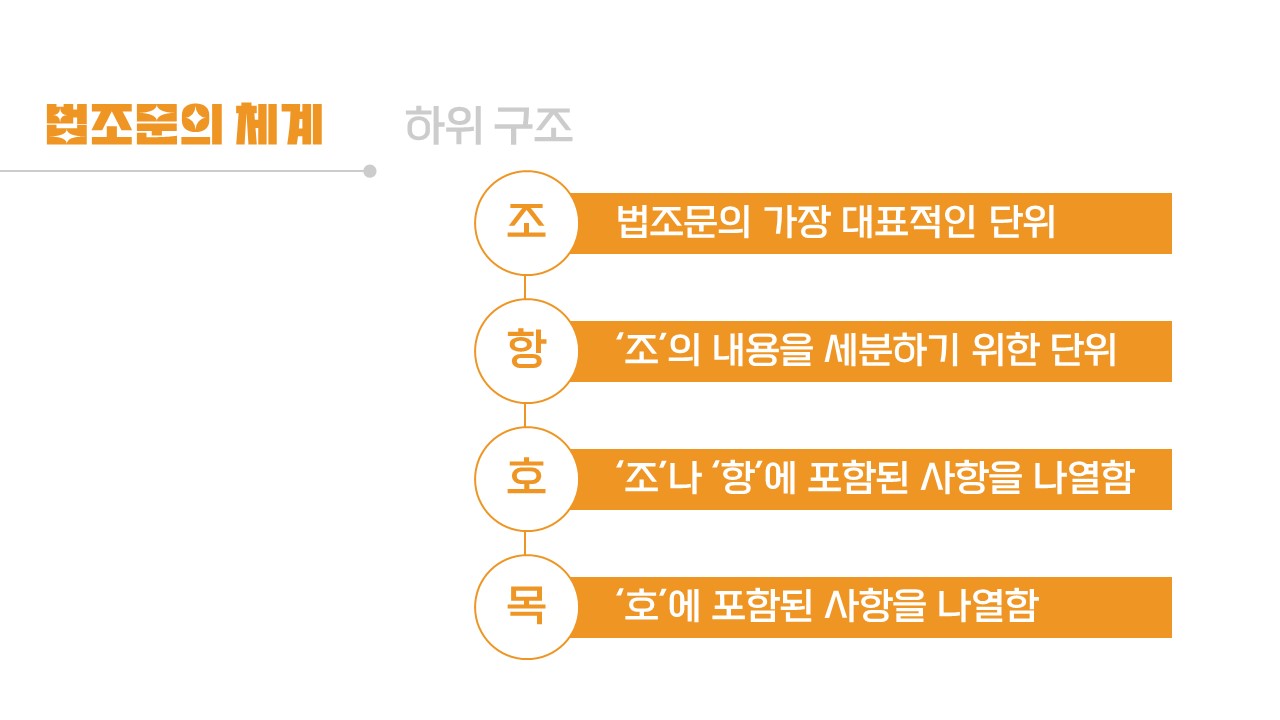 법조문의 체계
하위 구조
조
법조문의 가장 대표적인 단위
항
‘조’의 내용을 세분하기 위한 단위
호
‘조’나 ‘항’에 포함된 사항을 나열함
목
‘호’에 포함된 사항을 나열함